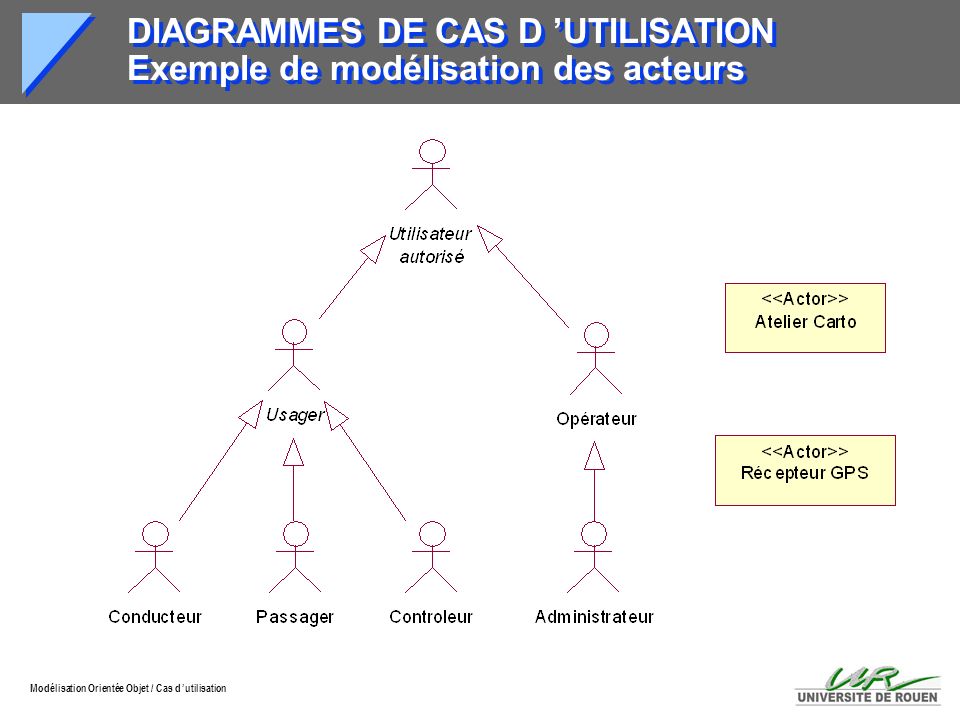 DIAGRAMMES DE CAS D ’UTILISATION
Exemple de modélisation des acteurs
Utilisateur
autorisé
<<Actor>>
Atelier Carto
Usager
Opérateur
<<Actor>>
Récepteur GPS
Conducteur
Passager
Controleur
Administrateur
Modélisation Orientée Objet / Cas d ’utilisation
UR
UNIVERSITE DE ROUEN